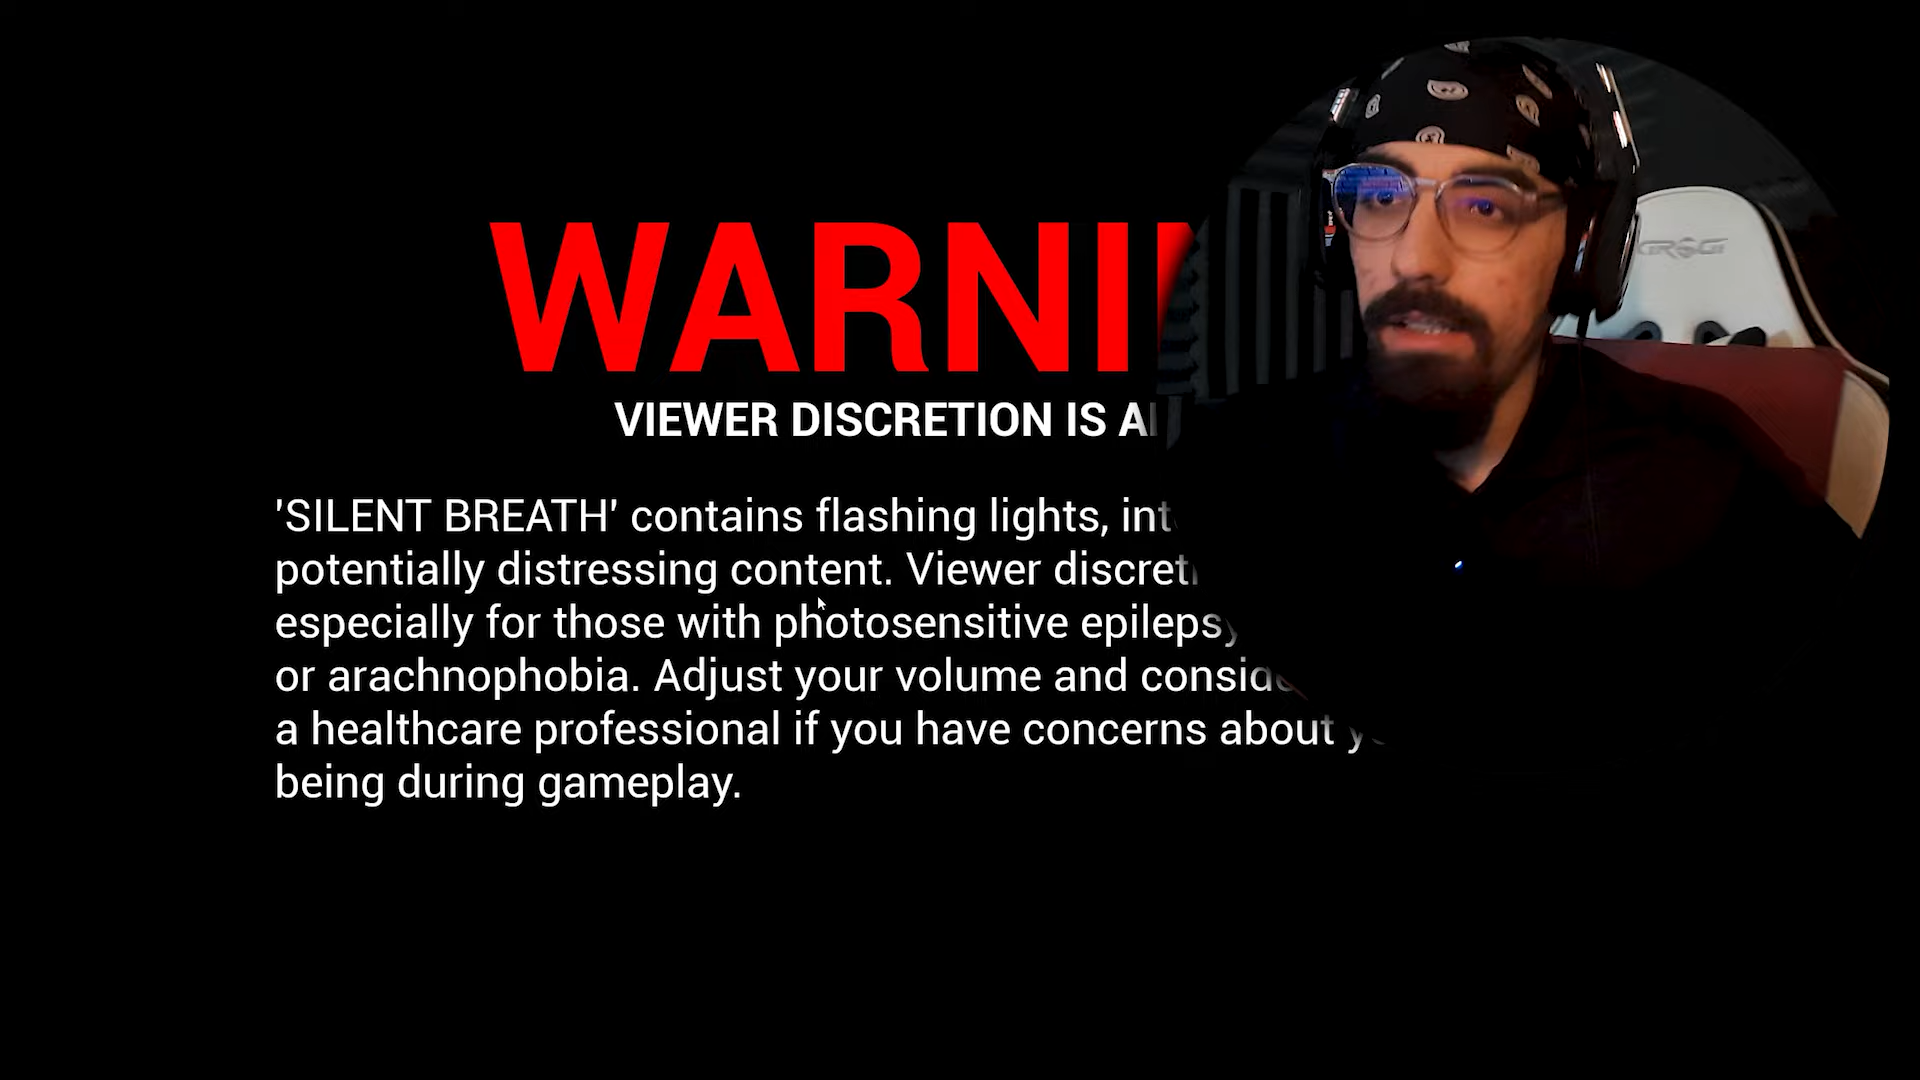 WARNI
VIEWER DISCRETION IS
'SILENT BREATH' contains flashing lights,
potentially distressing content. Viewer
especially for those with photosensitive epilepsy
or arachnophobia. Adjust your volume and
a healthcare professional if you have concerns about
being during gameplay.